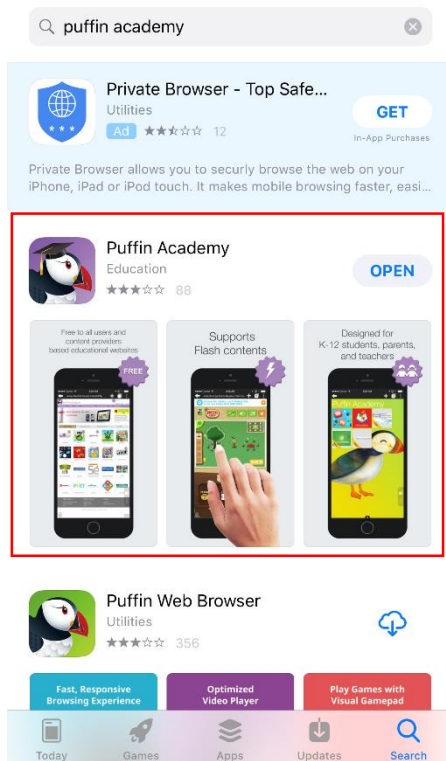 puffin academy
Private Browser - Top Safe...
Utilities
GET
Ad 12
In-App Purchases
Private Browser allows you to securly browse the web on your
iPhone, iPad or iPod touch. It makes mobile browsing faster, easi...
Puffin Academy
Education
OPEN
88
Free to all users and
content providers
based educational websites
FREE
Supports
Flash contents
Designed for
K-12 students, parents,
and teachers
Puffin Academy
Puffin Web Browser
Utilities
356
Fast, Responsive
Browsing Experience
Optimized
Video Player
Play Games with
Visual Gamepad
Today
Games
Apps
Updates
Search